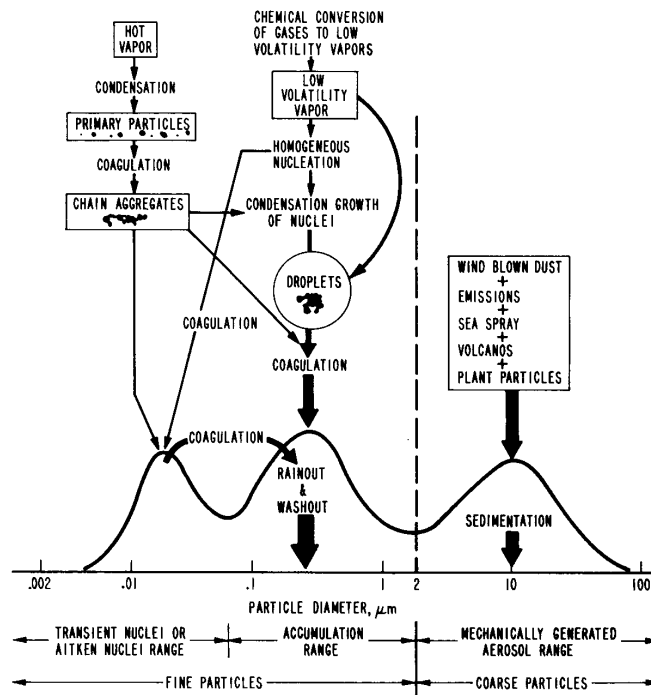 HOT
VAPOR
CONDENSATION
PRIMARY PARTICLES
COAGULATION
CHAIN AGGREGATES
CHEMICAL CONVERSION
OF GASES TO LOW
VOLATILITY VAPORS
LOW
VOLATILITY
VAPOR
HOMOGENEOUS
NUCLEATION
CONDENSATION GROWTH
OF NUCLEI
DROPLETS
COAGULATION
COAGULATION
WIND BLOWN DUST
+
EMISSIONS
+
SEA SPRAY
+
VOLCANOS
+
PLANT PARTICLES
COAGULATION
RAINOUT
&
WASHOUT
SEDIMENTATION
.002 .01 .1 1 2 10 100
PARTICLE DIAMETER, μm
TRANSIENT NUCLEI OR
AITKEN NUCLEI RANGE
ACCUMULATION
RANGE
MECHANICALLY GENERATED
AEROSOL RANGE
FINE PARTICLES
COARSE PARTICLES